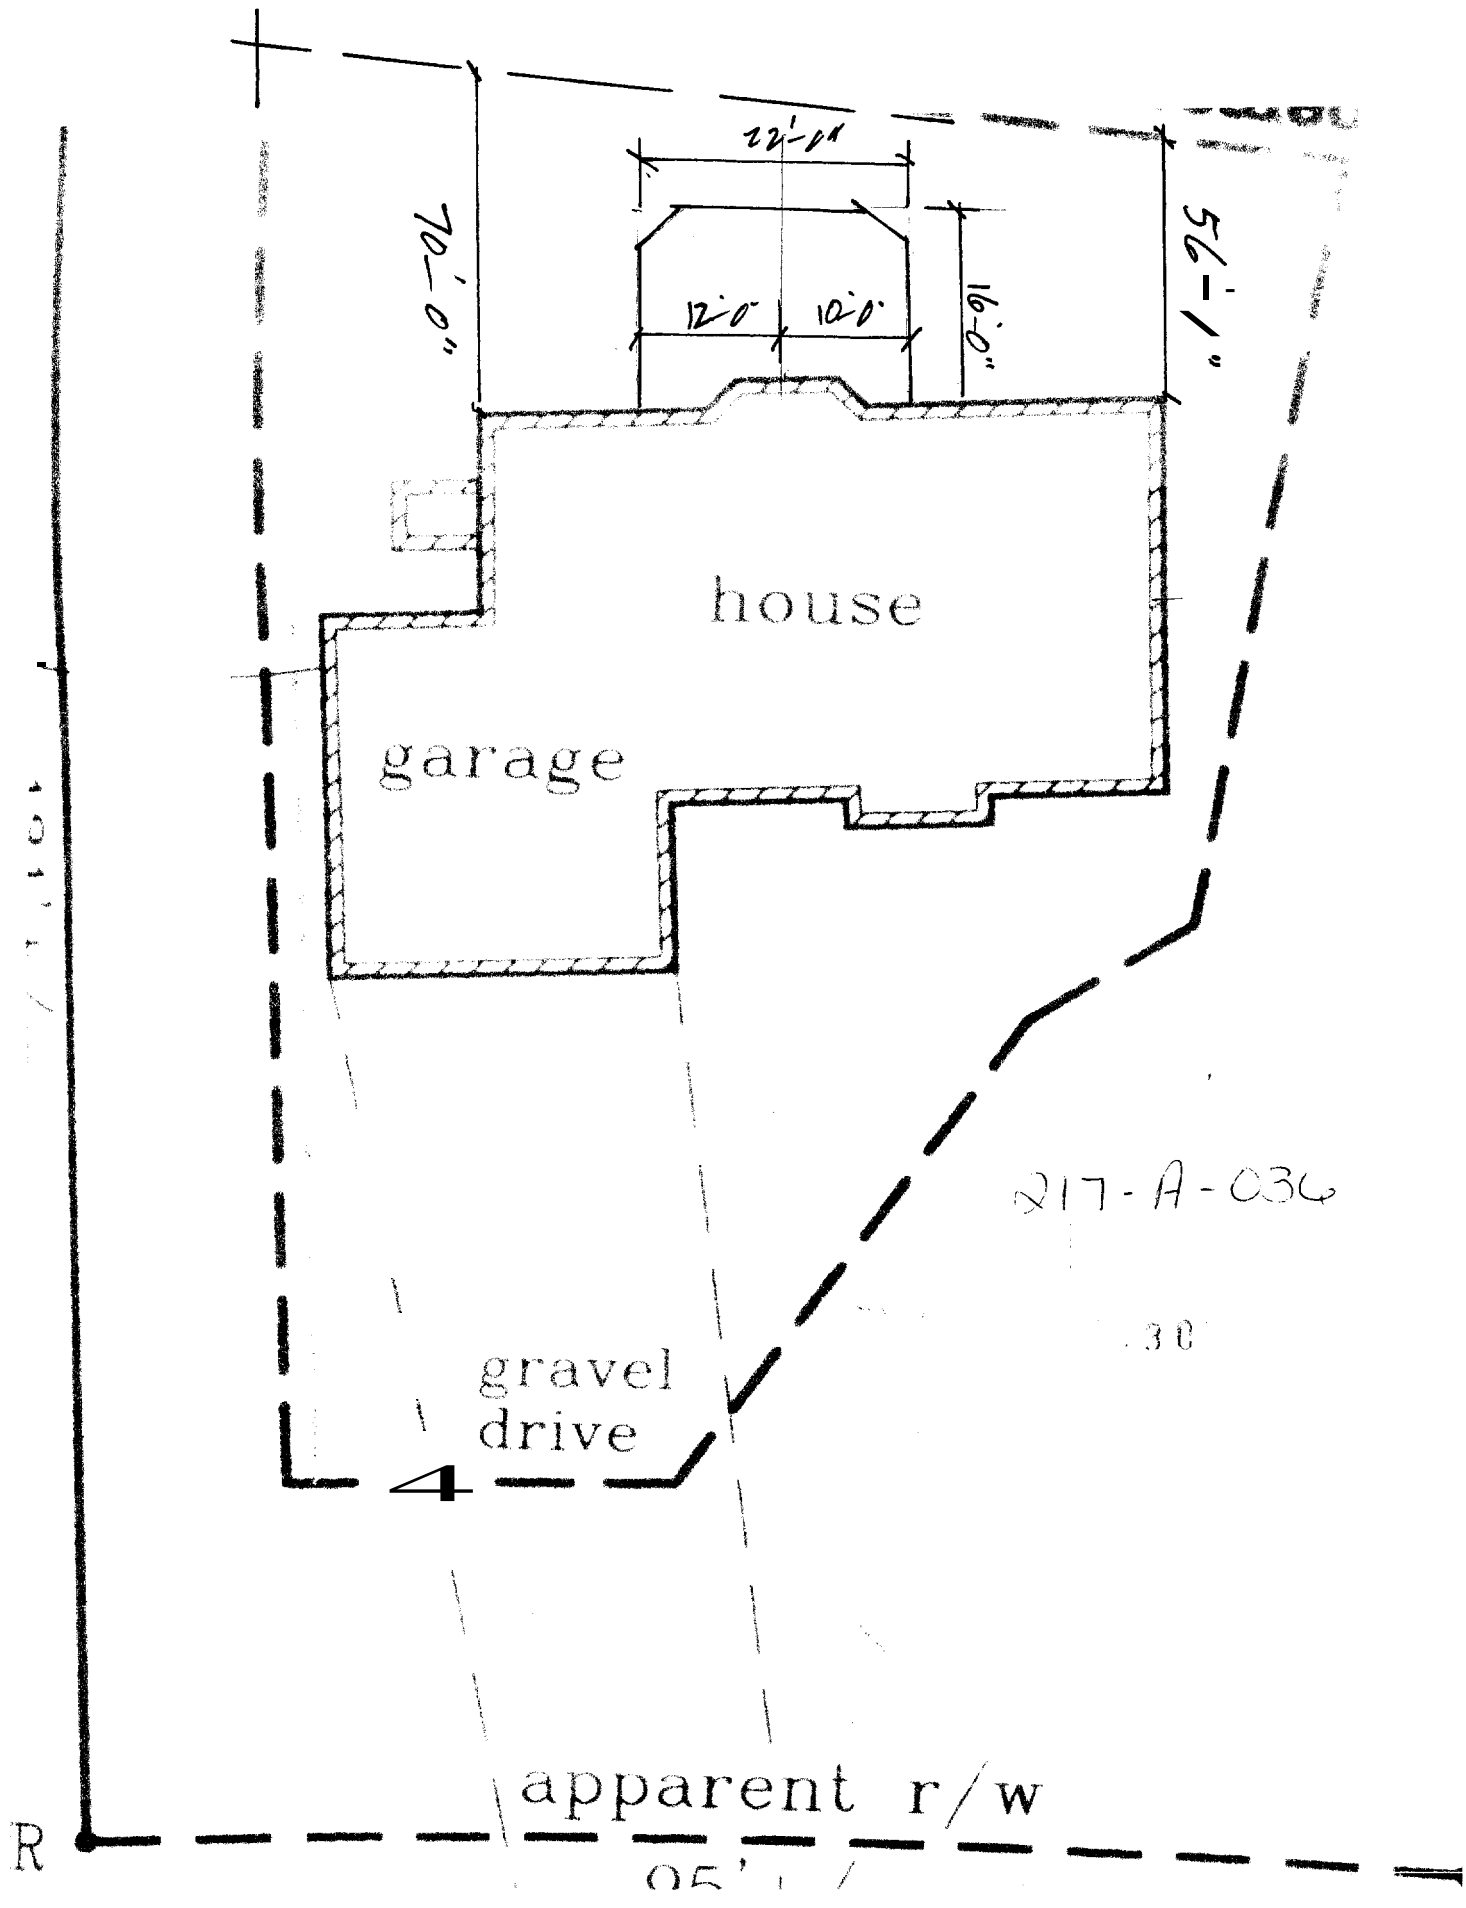 22'-0"
70'-0"
56'-1"
12'-0"
10'-0"
16'-0"
house
garage
217-A-036
30
gravel
drive
apparent r/w
R